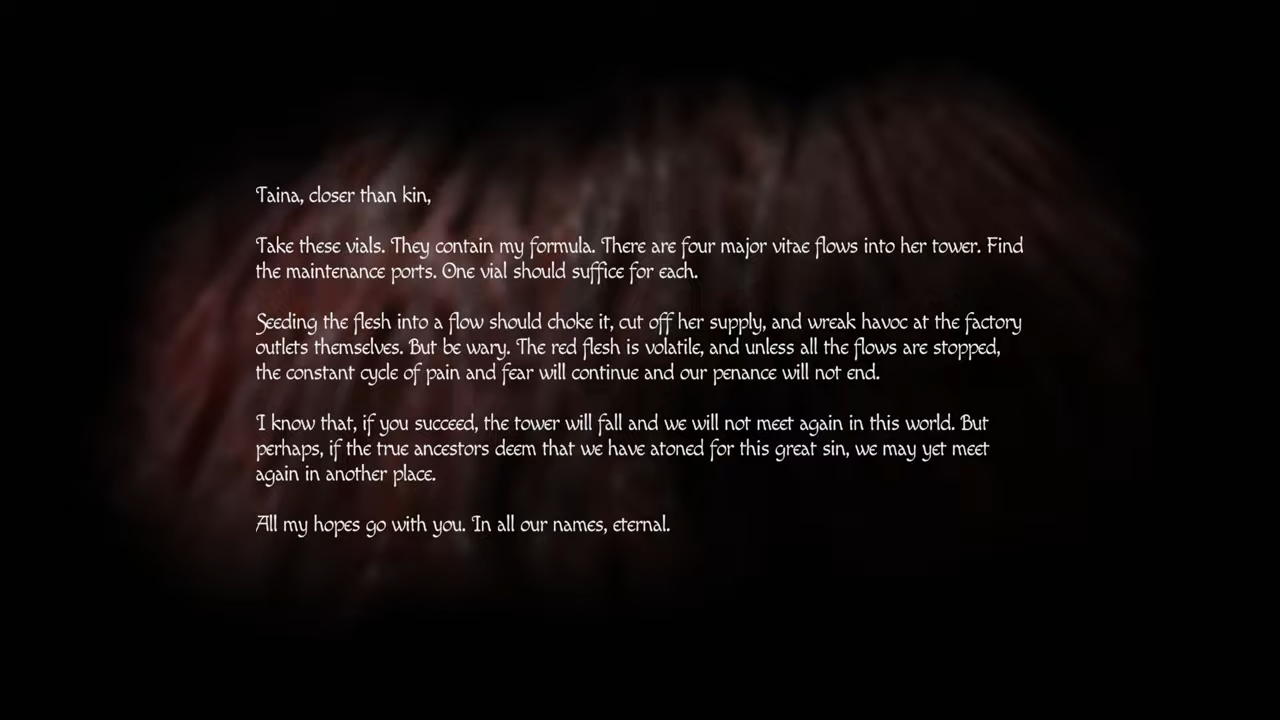 Taina, closer than kin,
Take these vials. They contain my formula. There are four major vitae flows into her tower. Find
the maintenance ports. One vial should suffice for each.
Seeding the flesh into a flow should choke it, cut off her supply, and wreak havoc at the factory
outlets themselves. But be wary. The red flesh is volatile, and unless all the flows are stopped,
the constant cycle of pain and fear will continue and our penance will not end.
I know that, if you succeed, the tower will fall and we will not meet again in this world. But
perhaps, if the true ancestors deem that we have atoned for this great sin, we may yet meet
again in another place.
All my hopes go with you. In all our names, eternal.